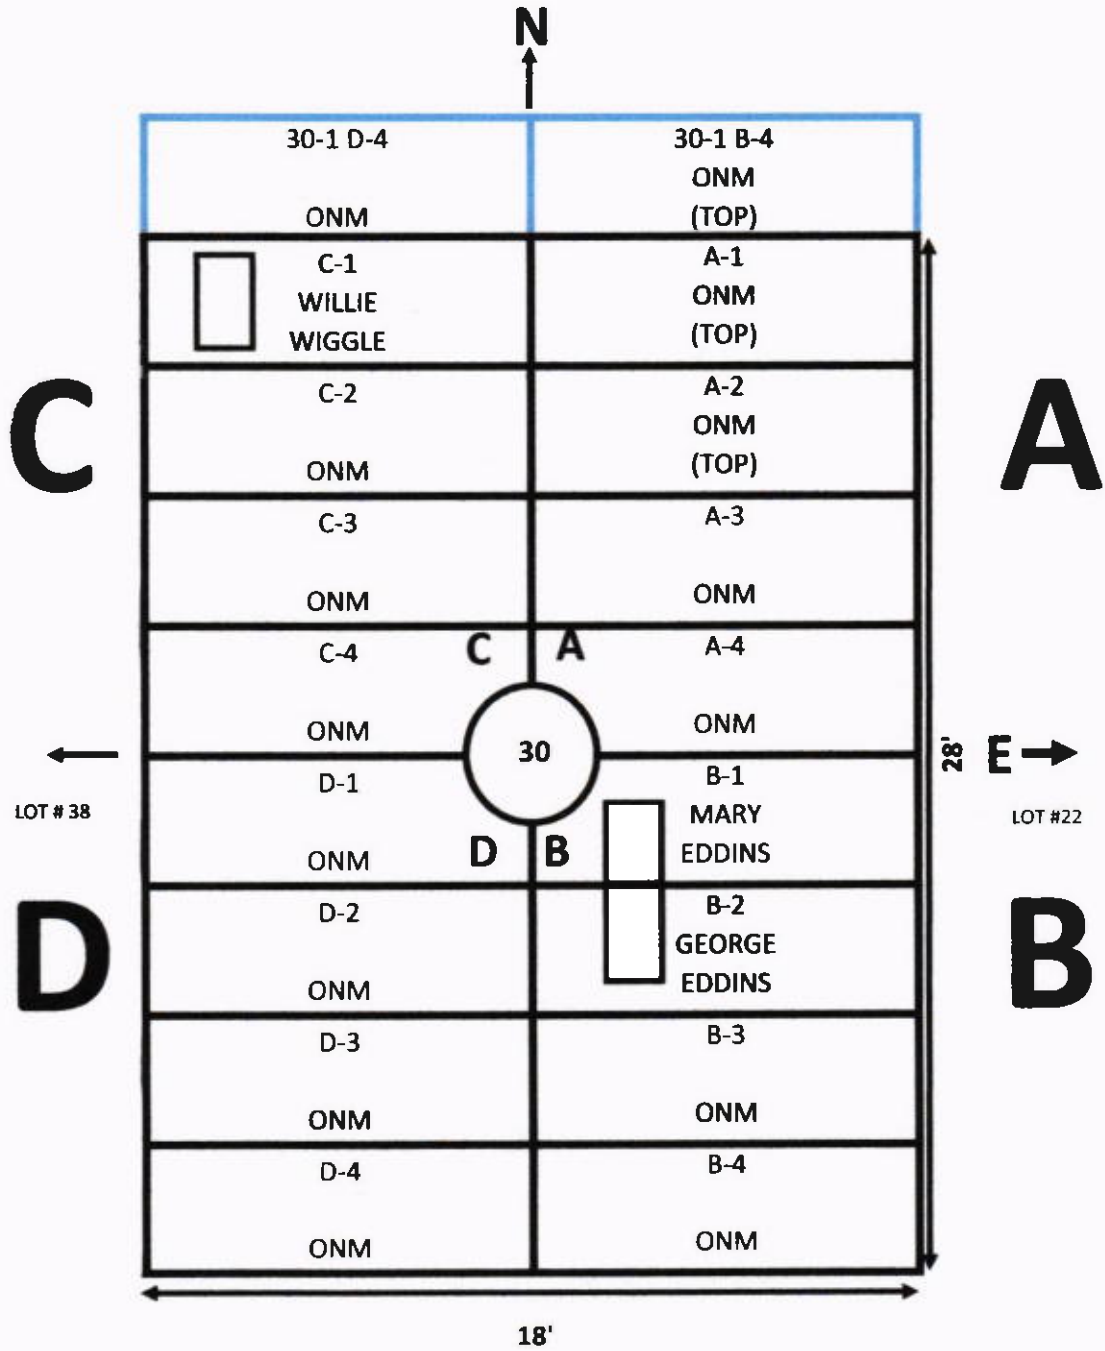 N
30-1 D-4
ONM
30-1 B-4
ONM
(TOP)
C-1
WILLIE
WIGGLE
A-1
ONM
(TOP)
C
C-2
ONM
A-2
ONM
(TOP)
A
C-3
ONM
A-3
ONM
C-4
ONM
C
A
A-4
ONM
30
LOT # 38
28'
E
LOT #22
D-1
ONM
D
B
B-1
MARY
EDDINS
D
D-2
ONM
B-2
GEORGE
EDDINS
B
D-3
ONM
B-3
ONM
D-4
ONM
B-4
ONM
18'